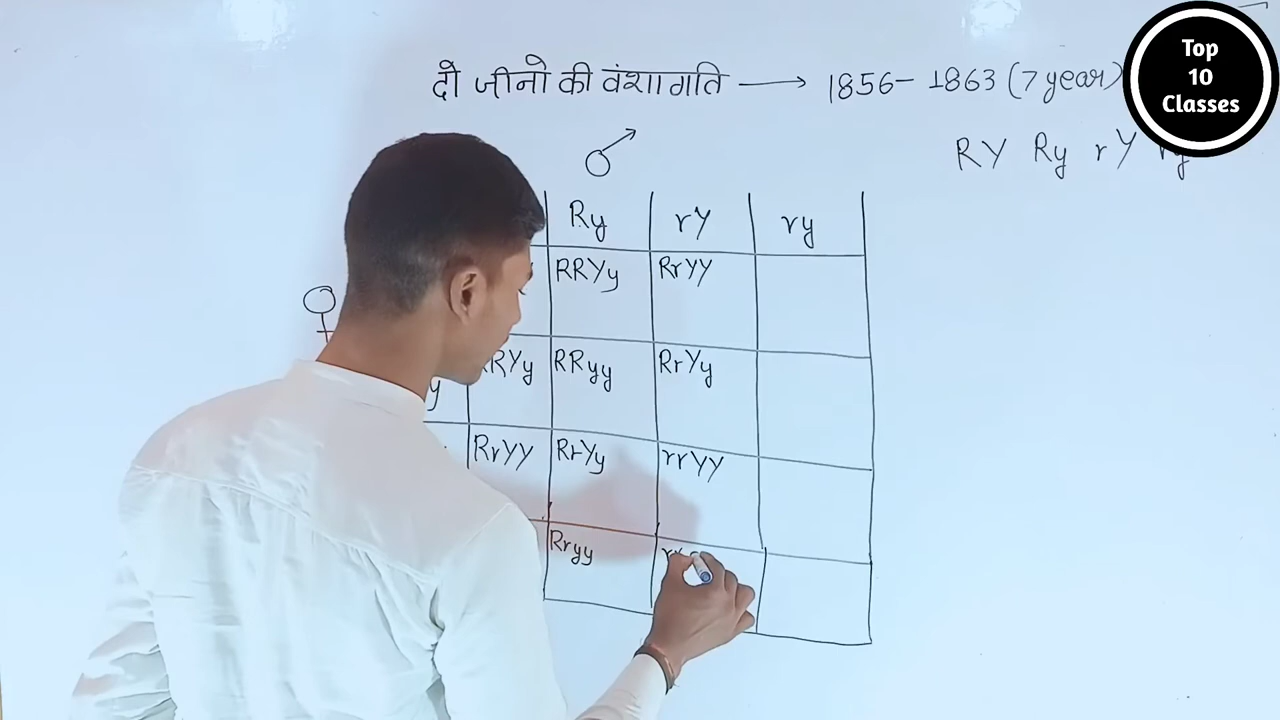 Top
10
Classes
दो जीनो की वंशागति → 1856- 1863 (7 year)
RY Ry rY
Ry rY ry
RRYy RrYY
RYy RRyy RrYy
y
RrYY RrYy rrYY
Rryy